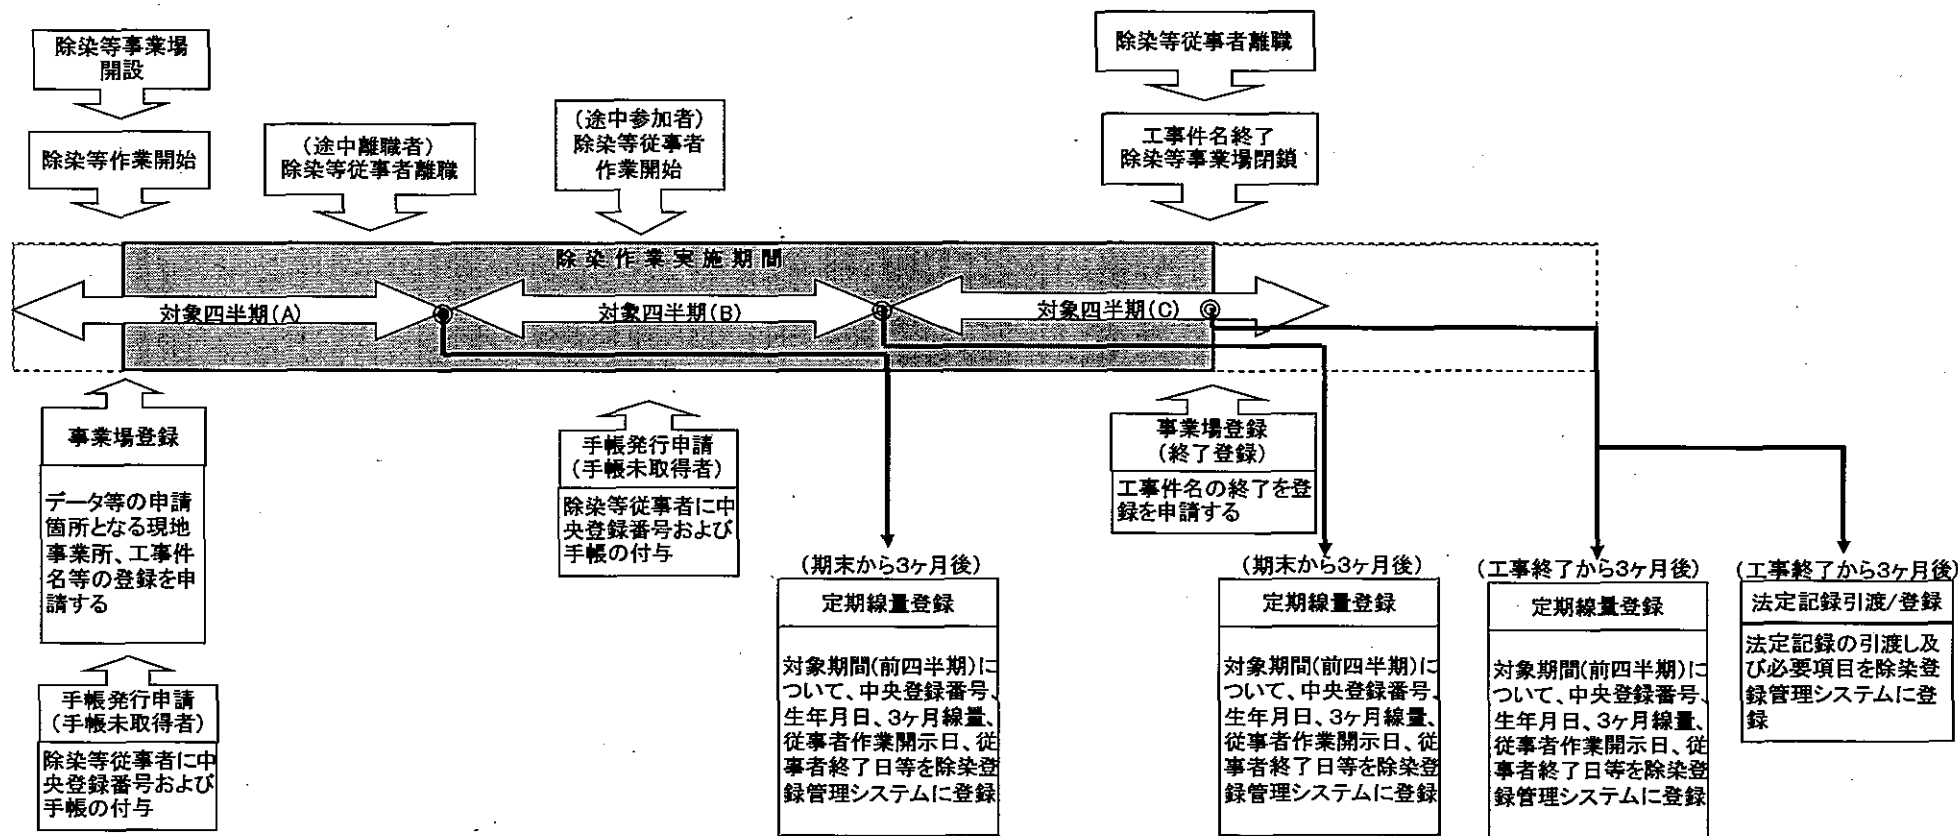 除染等事業場
開設
除染等作業開始
(途中離職者)
除染等従事者離職
(途中参加者)
除染等従事者
作業開始
除染等従事者離職
工事件名終了
除染等事業場閉鎖
除染作業実施期間
対象四半期(A)
対象四半期(B)
対象四半期(C)
事業場登録
データ等の申請
箇所となる現地
事業所、工事件
名等の登録を申
請する
手帳発行申請
(手帳未取得者)
除染等従事者に中
央登録番号および
手帳の付与
手帳発行申請
(手帳未取得者)
除染等従事者に中
央登録番号および
手帳の付与
事業場登録
(終了登録)
工事件名の終了を登
録を申請する
(期末から3ヶ月後)
定期線量登録
対象期間(前四半期)に
ついて、中央登録番号、
生年月日、3ヶ月線量、
従事者作業開示日、従
事者終了日等を除染登
録管理システムに登録
(期末から3ヶ月後)
定期線量登録
対象期間(前四半期)に
ついて、中央登録番号、
生年月日、3ヶ月線量、
従事者作業開示日、従
事者終了日等を除染登
録管理システムに登録
(工事終了から3ヶ月後)
定期線量登録
対象期間(前四半期)に
ついて、中央登録番号、
生年月日、3ヶ月線量、
従事者作業開示日、従
事者終了日等を除染登
録管理システムに登録
(工事終了から3ヶ月後)
法定記録引渡/登録
法定記録の引渡し及
び必要項目を除染登
録管理システムに登
録